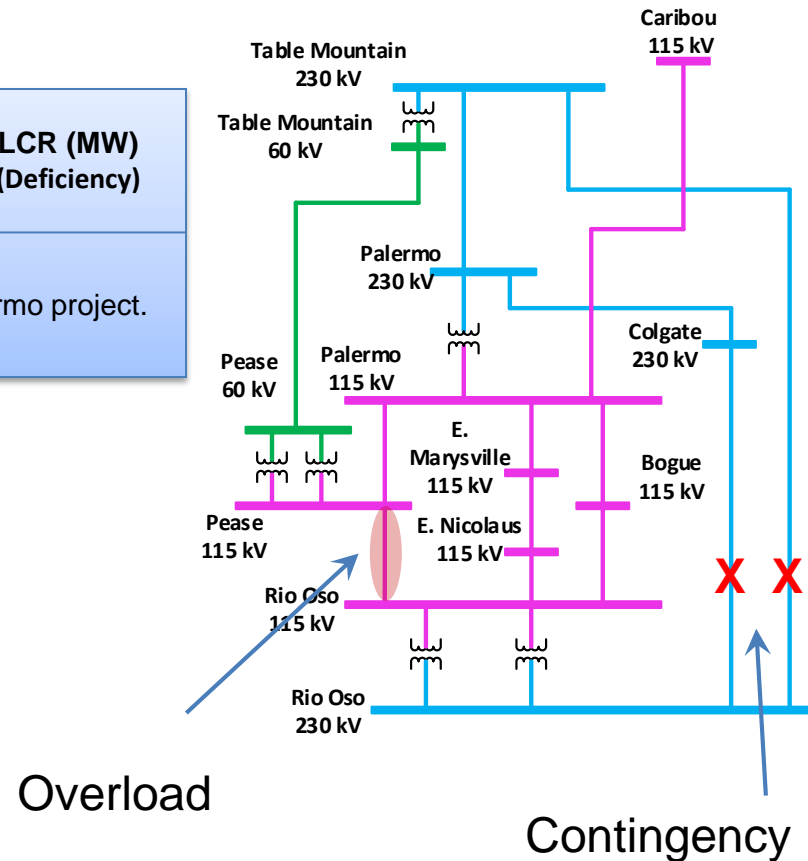 LCR (MW)
(Deficiency)
rmo project.
Caribou
115 kV
Table Mountain
230 kV
Table Mountain
60 kV
Palermo
230 kV
Colgate
230 kV
Pease
60 kV
Palermo
115 kV
E.
Marysville
115 kV
Bogue
115 kV
Pease
115 kV
E. Nicolaus
115 kV
X X
Rio Oso
115 kV
Rio Oso
230 kV
Overload
Contingency